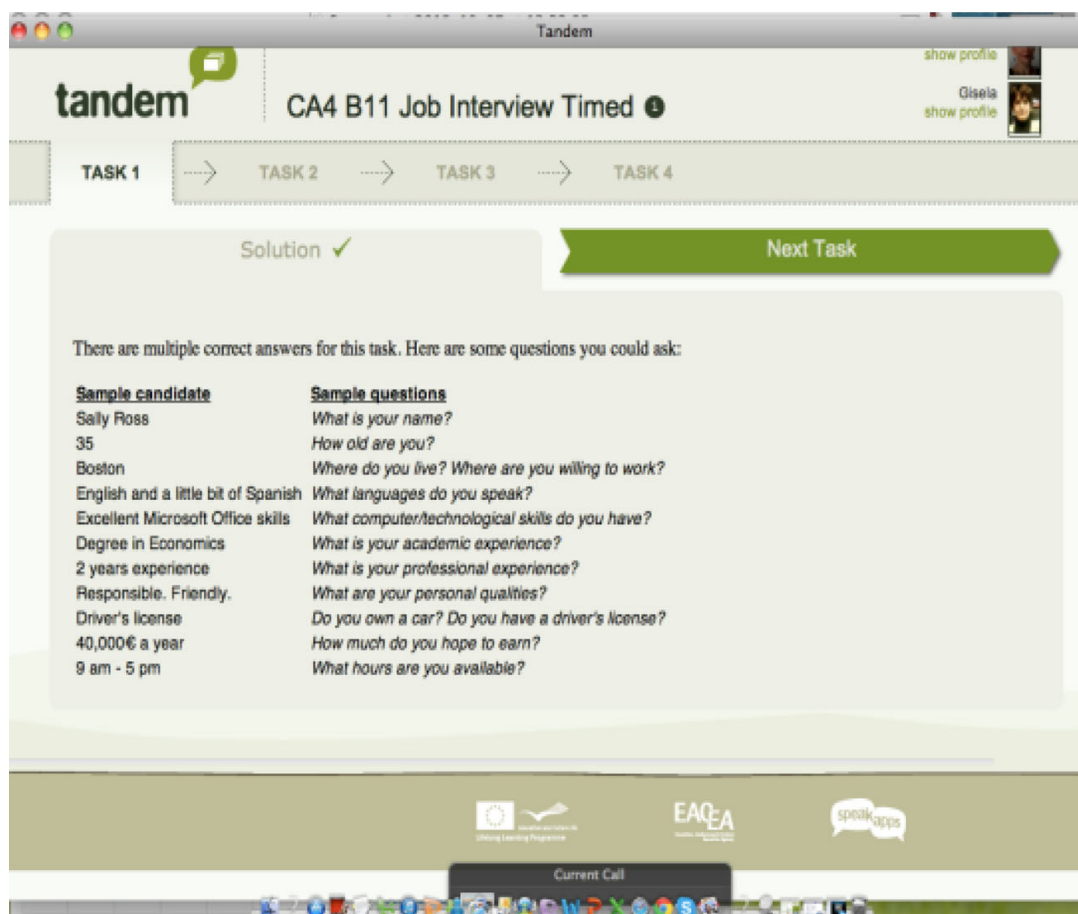 Tandem
show profile
tandem
CA4 B11 Job Interview Timed 1
Gisela
show profile
TASK 1
TASK 2
TASK 3
TASK 4
Solution ✓
Next Task
There are multiple correct answers for this task. Here are some questions you could ask:
Sample candidate Sample questions
Sally Ross What is your name?
35 How old are you?
Boston Where do you live? Where are you willing to work?
English and a little bit of Spanish What languages do you speak?
Excellent Microsoft Office skills What computer/technological skills do you have?
Degree in Economics What is your academic experience?
2 years experience What is your professional experience?
Responsible. Friendly. What are your personal qualities?
Driver's license Do you own a car? Do you have a driver's license?
40,000€ a year How much do you hope to earn?
9 am - 5 pm What hours are you available?
Lifelong Learning Programme
EACEA
speakapps
Current Call